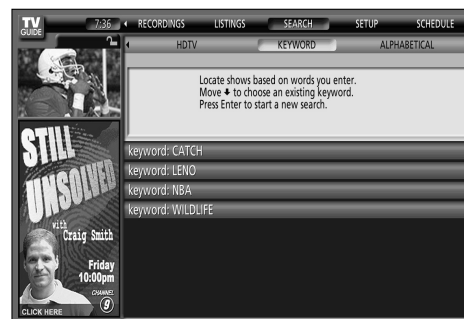 TV
GUIDE
7:36 RECORDINGS LISTINGS SEARCH SETUP SCHEDULE
HDTV KEYWORD ALPHABETICAL
Locate shows based on words you enter.
Move ↓ to choose an existing keyword.
Press Enter to start a new search.
keyword: CATCH
keyword: LENO
keyword: NBA
keyword: WILDLIFE
STILL
UNSOLVED
with
Craig Smith
Friday
10:00pm
CHANNEL
9
CLICK HERE